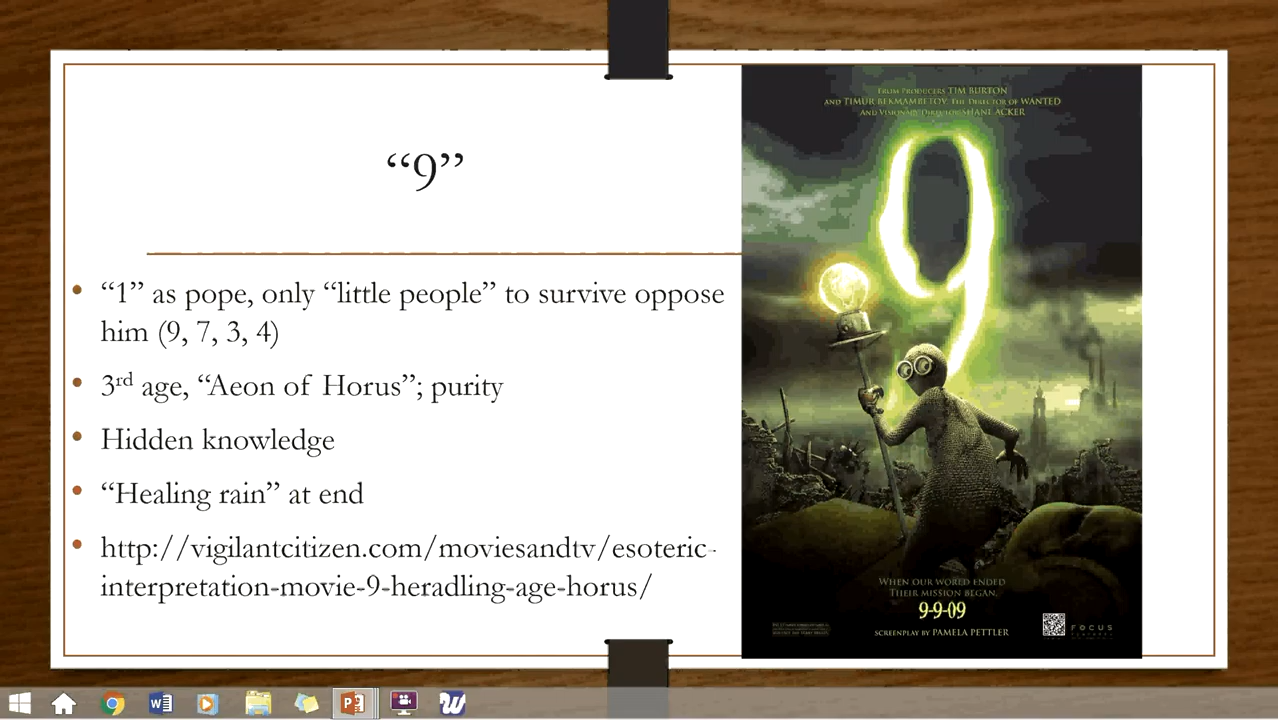 “9”
“1” as pope, only “little people” to survive oppose
him (9, 7, 3, 4)
3rd age, “Aeon of Horus”; purity
Hidden knowledge
“Healing rain” at end
http://vigilantcitizen.com/moviesandtv/esoteric-
interpretation-movie-9-heradling-age-horus/
FROM PRODUCERS TIM BURTON
AND TIMUR BEKMAMBETOV, THE DIRECTOR OF WANTED
AND VISIONARY DIRECTOR SHANE ACKER
9
WHEN OUR WORLD ENDED
THEIR MISSION BEGAN.
9-9-09
SCREENPLAY BY PAMELA PETTLER
FOCUS